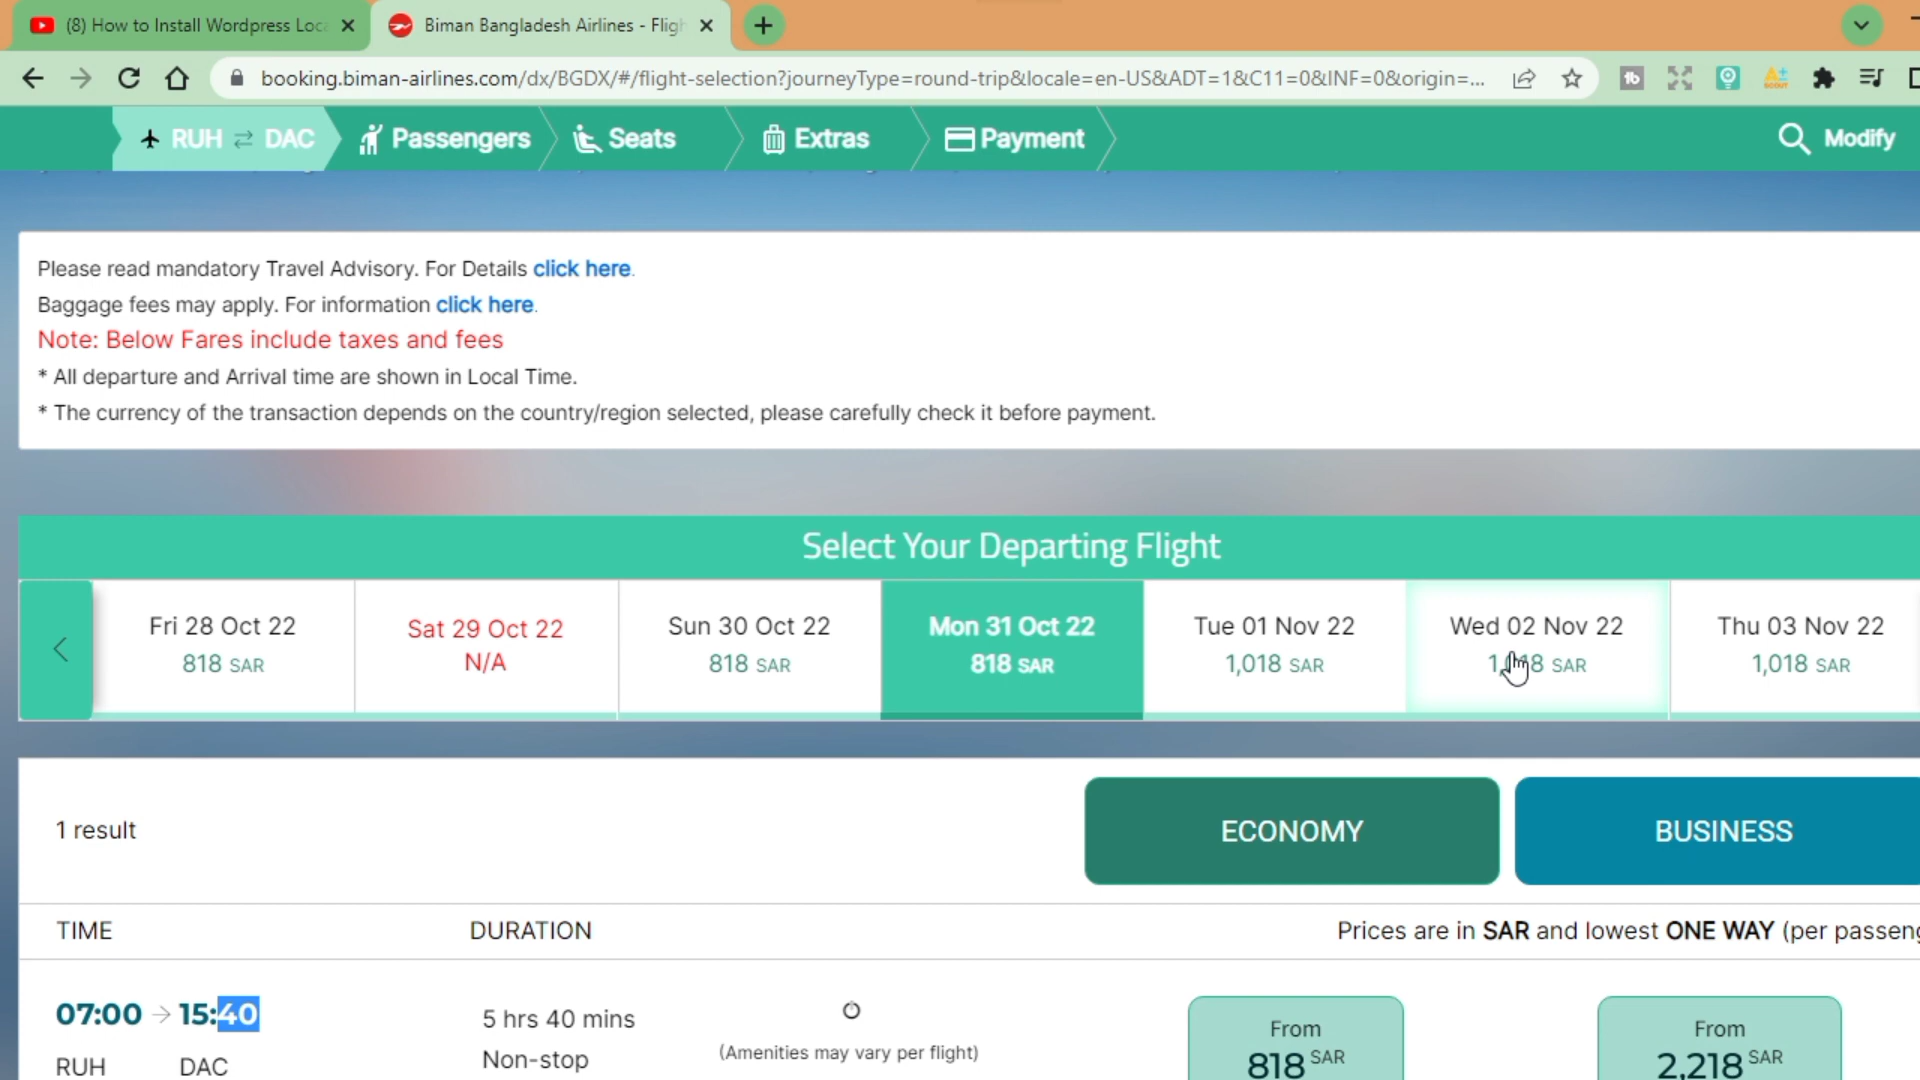 (8) How to Install Wordpress Loc
Biman Bangladesh Airlines - Fligh
booking.biman-airlines.com/dx/BGDX/#/flight-selection?journeyType=round-trip&locale=en-US&ADT=1&C11=0&INF=0&origin=...
RUH ⇄ DAC Passengers Seats Extras Payment Modify
Please read mandatory Travel Advisory. For Details click here.
Baggage fees may apply. For information click here.
Note: Below Fares include taxes and fees
* All departure and Arrival time are shown in Local Time.
* The currency of the transaction depends on the country/region selected, please carefully check it before payment.
Select Your Departing Flight
Fri 28 Oct 22
818 SAR
Sat 29 Oct 22
N/A
Sun 30 Oct 22
818 SAR
Mon 31 Oct 22
818 SAR
Tue 01 Nov 22
1,018 SAR
Wed 02 Nov 22
SAR
Thu 03 Nov 22
1,018 SAR
1 result
ECONOMY
BUSINESS
TIME
DURATION
Prices are in SAR and lowest ONE WAY (per passeng
07:00 → 15:40
RUH DAC
5 hrs 40 mins
Non-stop
(Amenities may vary per flight)
From
818 SAR
From
2,218 SAR